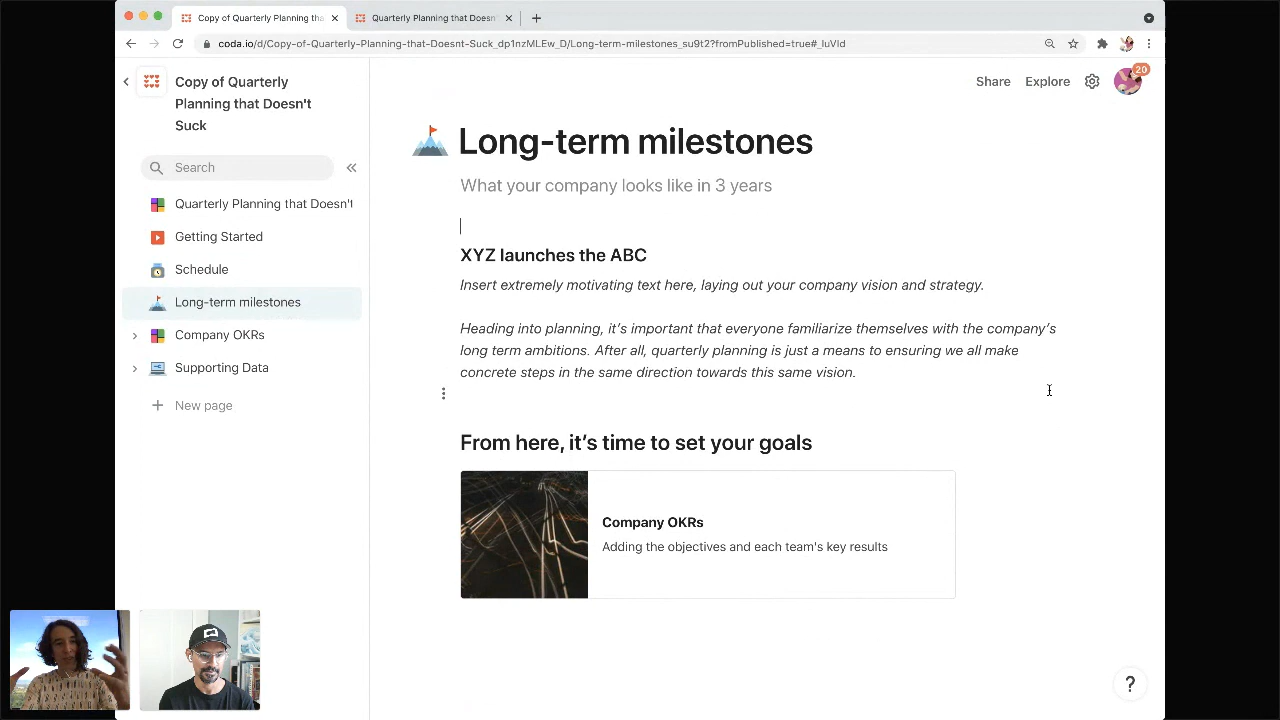 Copy of Quarterly Planning tha
Quarterly Planning that Doesn'
coda.io/d/Copy-of-Quarterly-Planning-that-Doesnt-Suck_dp1nzMLEw_D/Long-term-milestones_su9t2?fromPublished=true#_luVld
Copy of Quarterly
Planning that Doesn't
Suck
Share
Explore
20
Search
Quarterly Planning that Doesn't
Getting Started
Schedule
Long-term milestones
Company OKRs
Supporting Data
New page
Long-term milestones
What your company looks like in 3 years
XYZ launches the ABC
Insert extremely motivating text here, laying out your company vision and strategy.
Heading into planning, it's important that everyone familiarize themselves with the company's
long term ambitions. After all, quarterly planning is just a means to ensuring we all make
concrete steps in the same direction towards this same vision.
From here, it's time to set your goals
Company OKRs
Adding the objectives and each team's key results
?